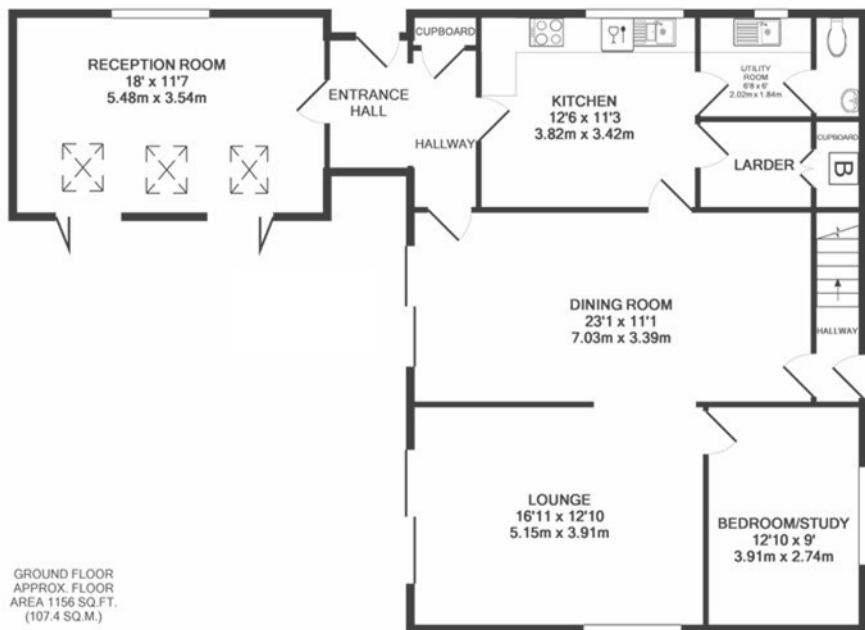 RECEPTION ROOM
18' x 11'7
5.48m x 3.54m
ENTRANCE
HALL
CUPBOARD
HALLWAY
KITCHEN
12'6 x 11'3
3.82m x 3.42m
UTILITY
ROOM
6'8 x 6'
2.02m x 1.84m
LARDER
CUPBOARD
B
DINING ROOM
23'1 x 11'1
7.03m x 3.39m
HALLWAY
LOUNGE
16'11 x 12'10
5.15m x 3.91m
BEDROOM/STUDY
12'10 x 9'
3.91m x 2.74m
GROUND FLOOR
APPROX. FLOOR
AREA 1156 SQ.FT.
(107.4 SQ.M.)